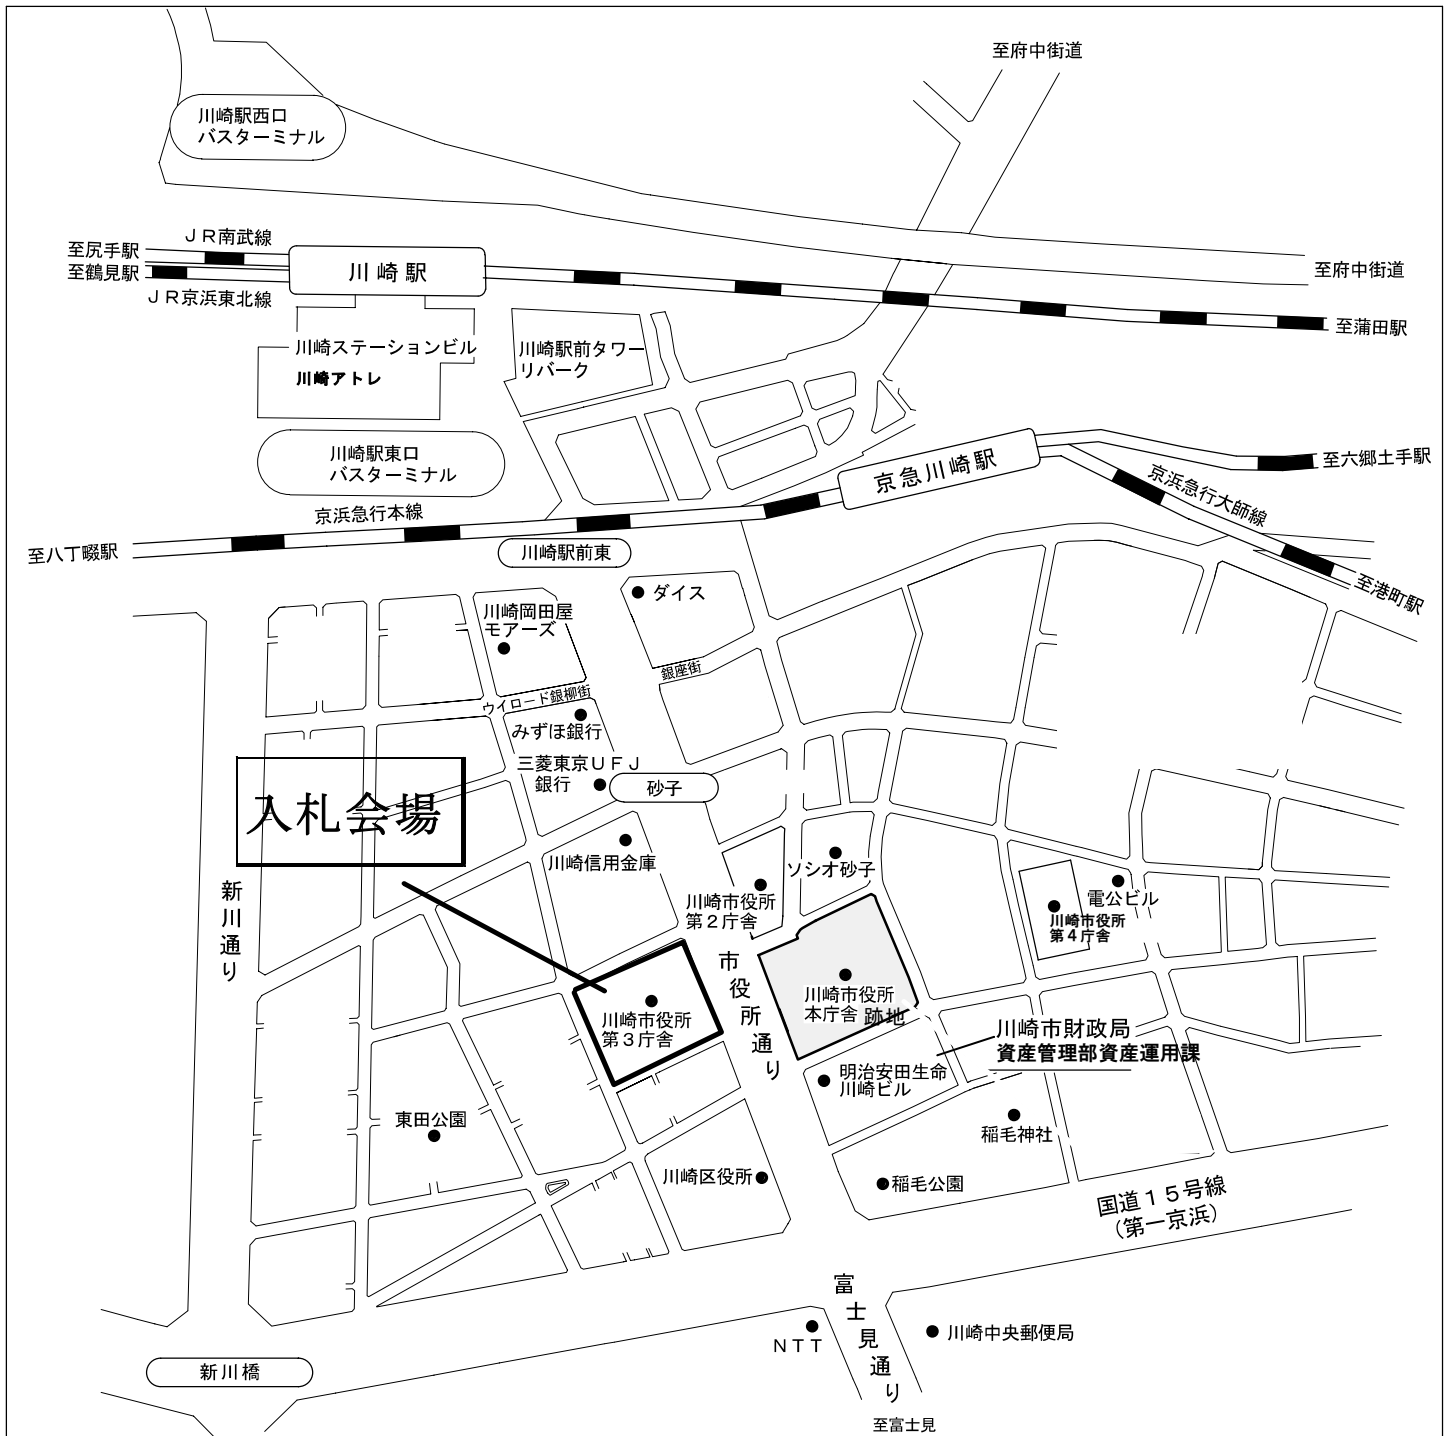 至府中街道
川崎駅西口
バスターミナル
ＪＲ南武線
至尻手駅
至鶴見駅
ＪＲ京浜東北線
川崎駅
至府中街道
至蒲田駅
川崎ステーションビル
川崎アトレ
川崎駅前タワー
リバーク
川崎駅東口
バスターミナル
京急川崎駅
至六郷土手駅
京浜急行大師線
京浜急行本線
至八丁畷駅
川崎駅前東
至港町駅
ダイス
川崎岡田屋
モアーズ
銀座街
ウイロード銀柳街
みずほ銀行
三菱東京ＵＦＪ
銀行
砂子
入札会場
川崎信用金庫
ソシオ砂子
川崎市役所
第２庁舎
電公ビル
川崎市役所
第４庁舎
新川通り
市役所通り
川崎市役所
本庁舎 跡地
川崎市役所
第３庁舎
川崎市財政局
資産管理部資産運用課
明治安田生命
川崎ビル
東田公園
稲毛神社
川崎区役所
稲毛公園
国道１５号線
（第一京浜）
富士見通り
ＮＴＴ
川崎中央郵便局
新川橋
至富士見